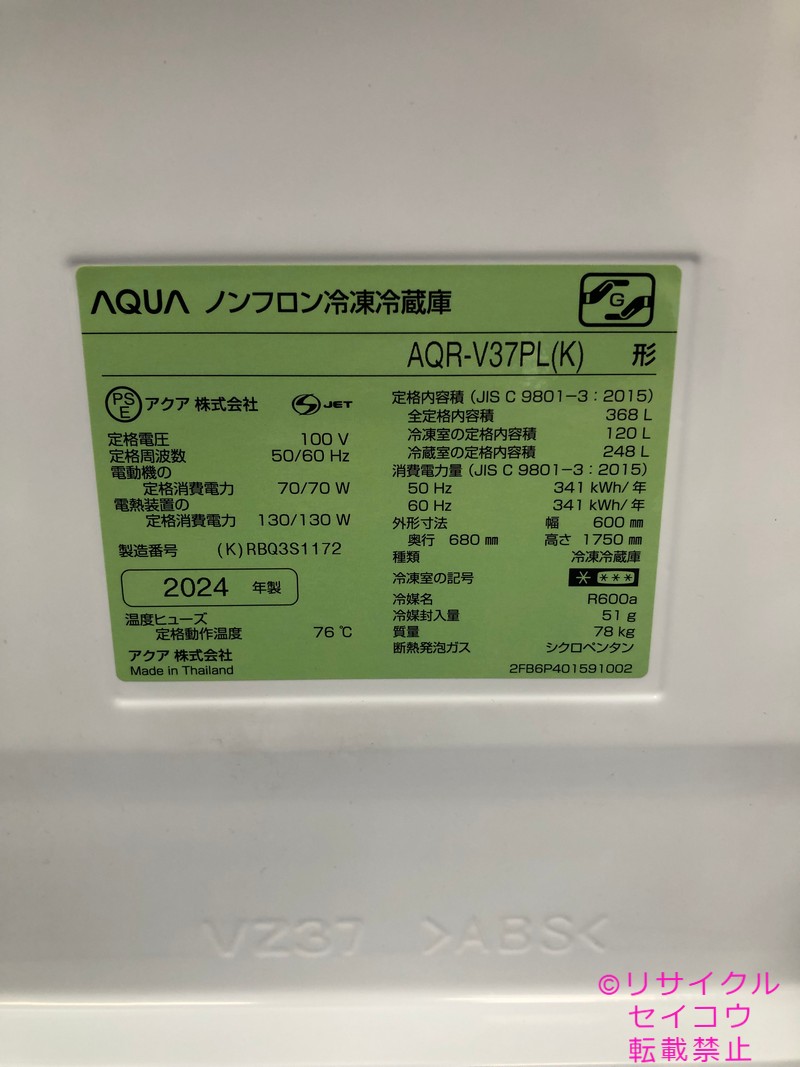 AQUA ノンフロン冷凍冷蔵庫
G
AQR-V37PL(K) 形
PSE アクア 株式会社 S JET
定格電圧 100 V
定格周波数 50/60 Hz
電動機の
定格消費電力 70/70 W
電熱装置の
定格消費電力 130/130 W
製造番号 (K)RBQ3S1172
2024 年製
温度ヒューズ
定格動作温度 76 ℃
アクア 株式会社
Made in Thailand
定格内容積 (JIS C 9801-3:2015)
全定格内容積 368 L
冷凍室の定格内容積 120 L
冷蔵室の定格内容積 248 L
消費電力量 (JIS C 9801-3:2015)
50 Hz 341 kWh/年
60 Hz 341 kWh/年
外形寸法 幅 600 ㎜
奥行 680 ㎜ 高さ 1750 ㎜
種類 冷凍冷蔵庫
冷凍室の記号 * ***
冷媒名 R600a
冷媒封入量 51 g
質量 78 kg
断熱発泡ガス シクロペンタン
2FB6P401591002
VZ37 >ABS<
©リサイクル
セイコウ
転載禁止